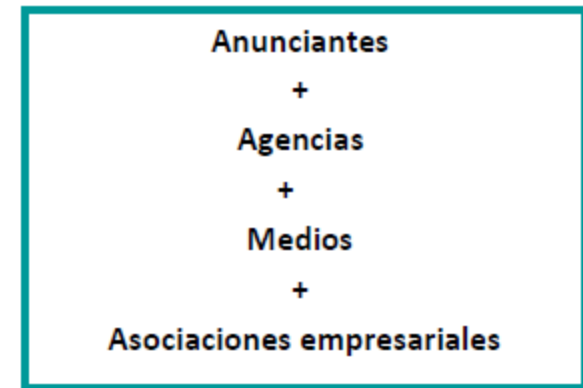 Anunciantes
+
Agencias
+
Medios
+
Asociaciones empresariales